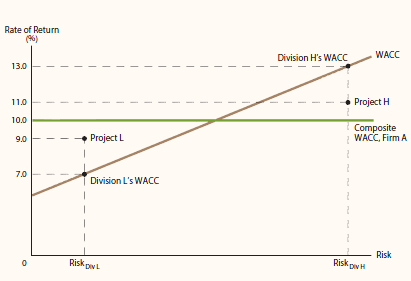 Rate of Return
(%)
WACC
Division H's WACC
13.0
11.0
Project H
10.0
Composite
WACC, Firm A
9.0
Project L
7.0
Division L's WACC
Risk
0
Risk Div L
Risk Div H